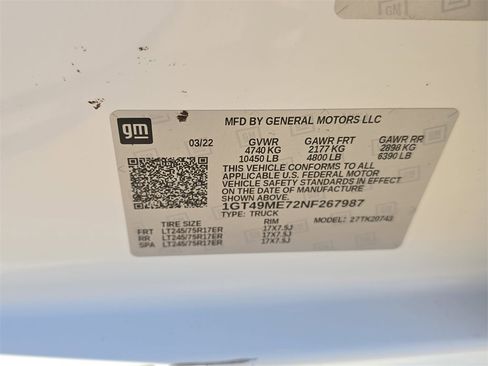 gm
MFD BY GENERAL MOTORS LLC
03/22
GVWR GAWR FRT GAWR RR
4740 KG 2177 KG 2898 KG
10450 LB 4800 LB 6390 LB
THIS VEHICLE CONFORMS TO ALL
APPLICABLE U.S. FEDERAL MOTOR
VEHICLE SAFETY STANDARDS IN EFFECT
ON THE DATE OF MANUFACTURE
SHOWN ABOVE.
1GT49ME72NF267987
TYPE: TRUCK MODEL: 27TK20743
TIRE SIZE RIM
FRT LT245/75R17ER 17X7.5J
RR LT245/75R17ER 17X7.5J
SPA LT245/75R17ER 17X7.5J